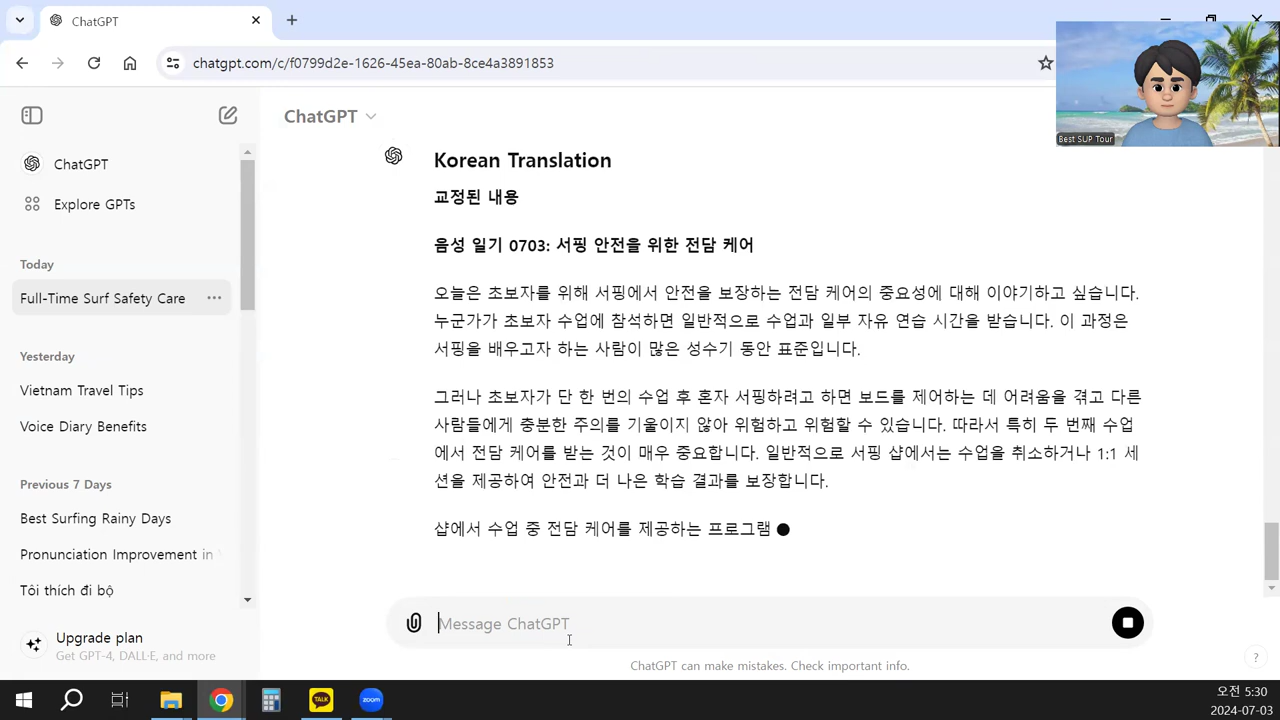 ChatGPT
chatgpt.com/c/f0799d2e-1626-45ea-80ab-8ce4a3891853
Best SUP Tour
ChatGPT
ChatGPT
Explore GPTs
Today
Full-Time Surf Safety Care
Yesterday
Vietnam Travel Tips
Voice Diary Benefits
Previous 7 Days
Best Surfing Rainy Days
Pronunciation Improvement in
Tôi thích đi bộ
Upgrade plan
Get GPT-4, DALL·E, and more
Korean Translation
교정된 내용
음성 일기 0703: 서핑 안전을 위한 전담 케어
오늘은 초보자를 위해 서핑에서 안전을 보장하는 전담 케어의 중요성에 대해 이야기하고 싶습니다.
누군가가 초보자 수업에 참석하면 일반적으로 수업과 일부 자유 연습 시간을 받습니다. 이 과정은
서핑을 배우고자 하는 사람이 많은 성수기 동안 표준입니다.
그러나 초보자가 단 한 번의 수업 후 혼자 서핑하려고 하면 보드를 제어하는 데 어려움을 겪고 다른
사람들에게 충분한 주의를 기울이지 않아 위험하고 위험할 수 있습니다. 따라서 특히 두 번째 수업
에서 전담 케어를 받는 것이 매우 중요합니다. 일반적으로 서핑 샵에서는 수업을 취소하거나 1:1 세
션을 제공하여 안전과 더 나은 학습 결과를 보장합니다.
샵에서 수업 중 전담 케어를 제공하는 프로그램
Message ChatGPT
ChatGPT can make mistakes. Check important info.
?
TALK
zoom
오전 5:30
2024-07-03